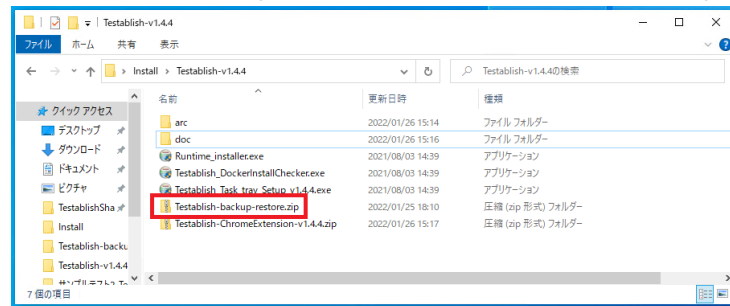 Testablish-v1.4.4
ファイル ホーム 共有 表示
Install > Testablish-v1.4.4
Testablish-v1.4.4の検索
名前 更新日時 種類
クイック アクセス
デスクトップ
ダウンロード
ドキュメント
ピクチャ
TestablishSha
Install
Testablish-backu
Testablish-v1.4.4
arc 2022/01/26 15:14 ファイル フォルダー
doc 2022/01/26 15:16 ファイル フォルダー
Runtime_installer.exe 2021/08/03 14:39 アプリケーション
Testablish_DockerInstallChecker.exe 2021/08/03 14:39 アプリケーション
Testablish_Task_tray_Setup_v1.4.4.exe 2021/08/03 14:39 アプリケーション
Testablish-backup-restore.zip 2022/01/26 18:10 圧縮 (zip 形式) フォルダー
Testablish-ChromeExtension-v1.4.4.zip 2022/01/26 15:17 圧縮 (zip 形式) フォルダー
7 個の項目